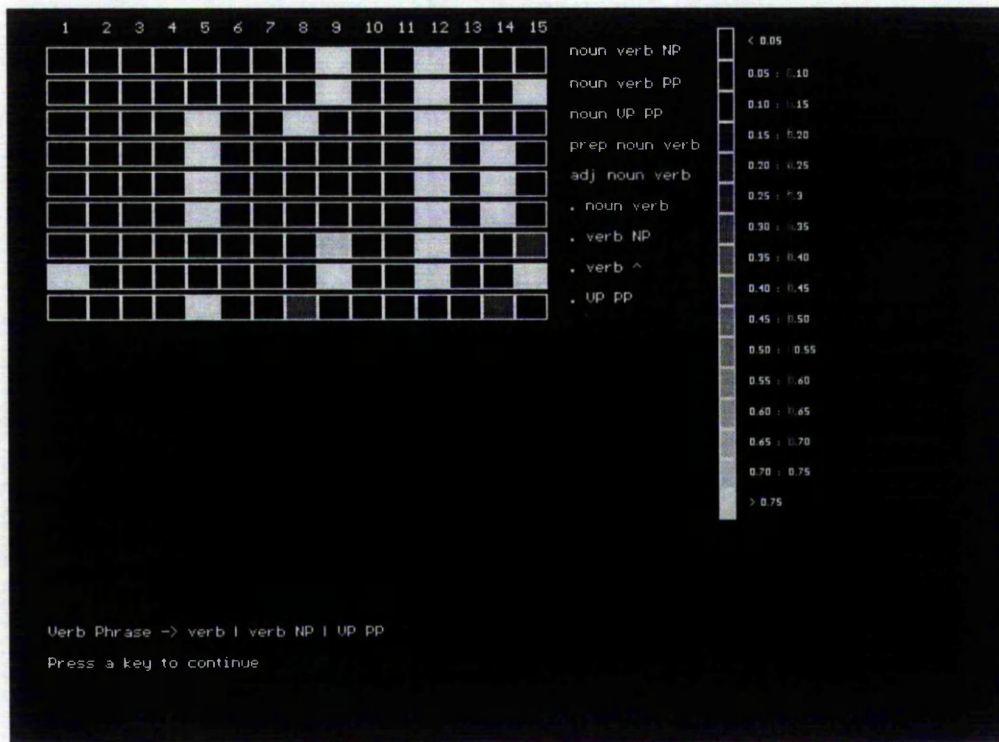 1 2 3 4 5 6 7 8 9 10 11 12 13 14 15
noun verb NP
noun verb PP
noun UP PP
prep noun verb
adj noun verb
. noun verb
. verb NP
. verb ^
. UP PP
< 0.05
0.05 : 0.10
0.10 : 0.15
0.15 : 0.20
0.20 : 0.25
0.25 : 0.3
0.30 : 0.35
0.35 : 0.40
0.40 : 0.45
0.45 : 0.50
0.50 : 0.55
0.55 : 0.60
0.60 : 0.65
0.65 : 0.70
0.70 : 0.75
> 0.75
Verb Phrase -> verb | verb NP | UP PP
Press a key to continue